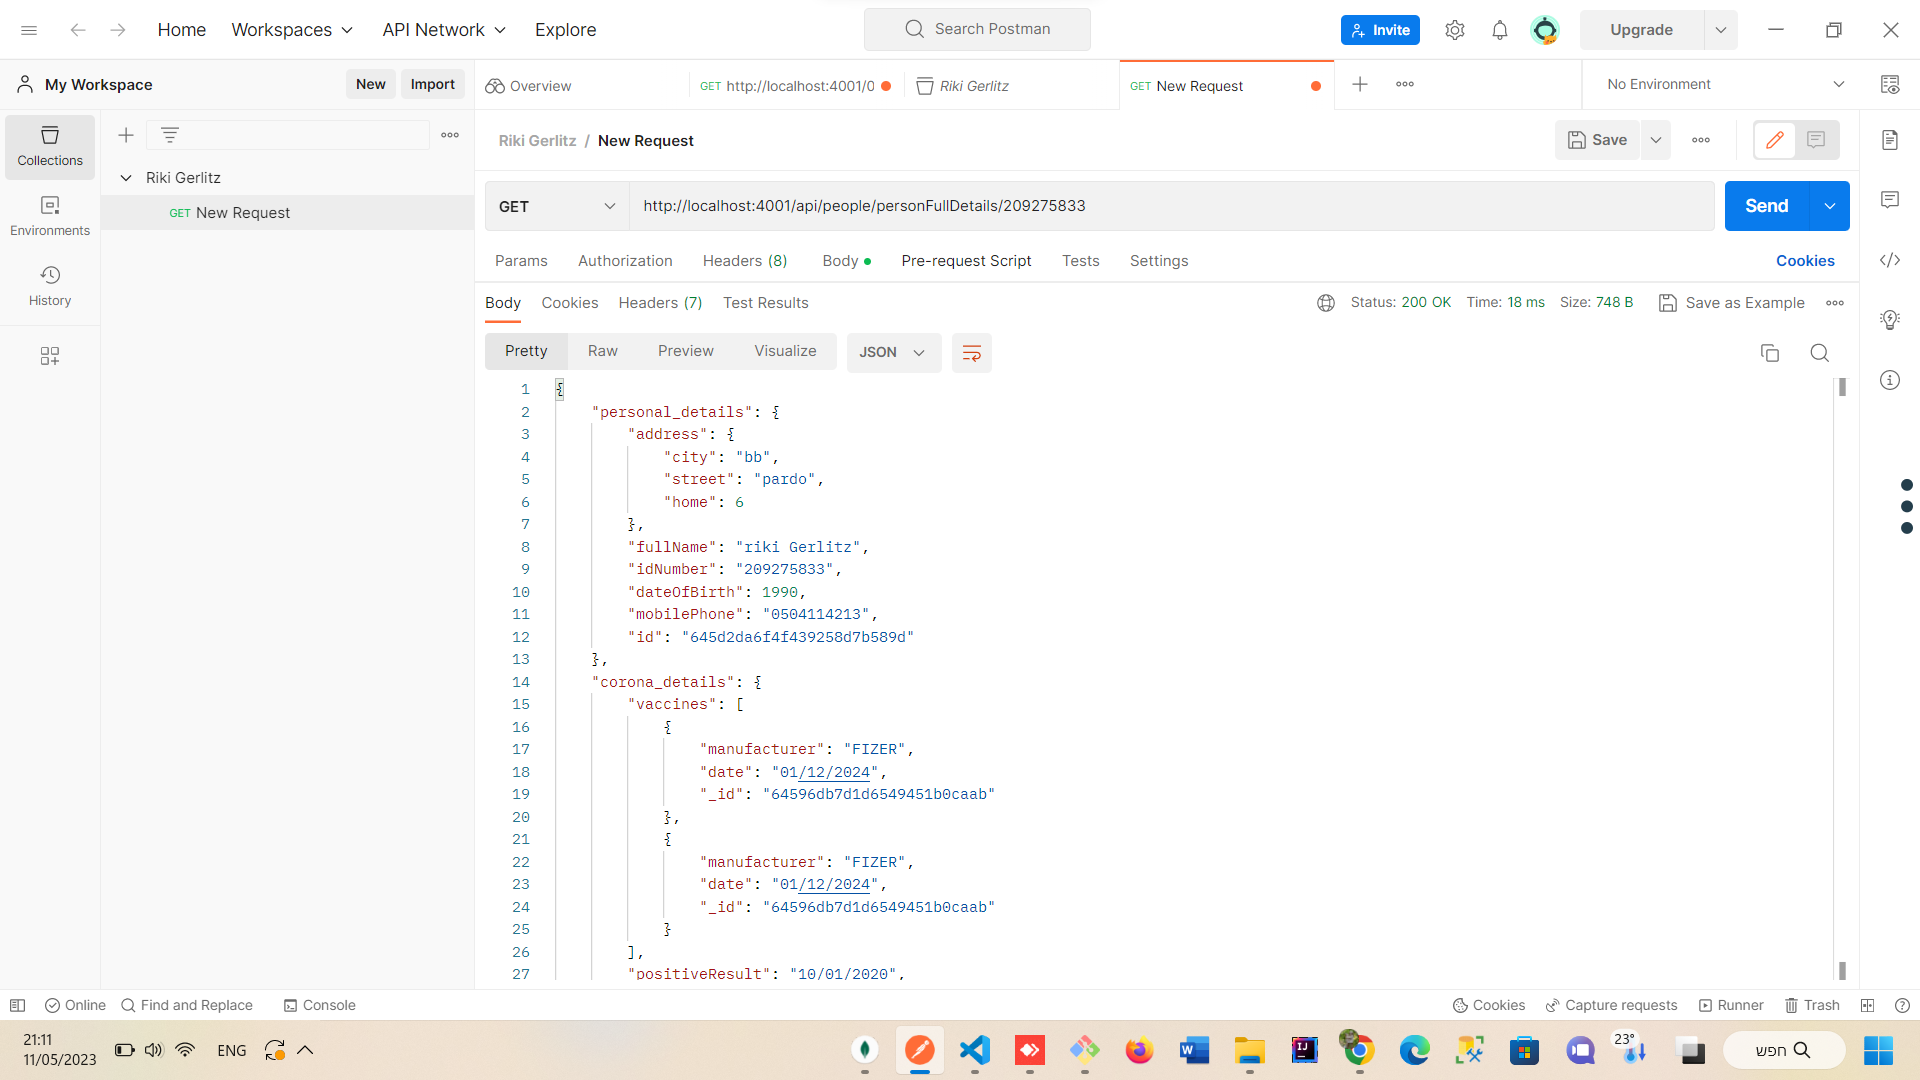 Home
Workspaces
API Network
Explore
Search Postman
Invite
Upgrade
My Workspace
New
Import
Overview
GET http://localhost:4001/0
Riki Gerlitz
GET New Request
No Environment
Collections
Environments
History
Riki Gerlitz
GET New Request
Riki Gerlitz / New Request
Save
GET
http://localhost:4001/api/people/personFullDetails/209275833
Send
Params
Authorization
Headers (8)
Body
Pre-request Script
Tests
Settings
Cookies
Body
Cookies
Headers (7)
Test Results
Status: 200 OK
Time: 18 ms
Size: 748 B
Save as Example
Pretty
Raw
Preview
Visualize
JSON
1 {
2 "personal_details": {
3 "address": {
4 "city": "bb",
5 "street": "pardo",
6 "home": 6
7 },
8 "fullName": "riki Gerlitz",
9 "idNumber": "209275833",
10 "dateOfBirth": 1990,
11 "mobilePhone": "0504114213",
12 "id": "645d2da6f4f439258d7b589d"
13 },
14 "corona_details": {
15 "vaccines": [
16 {
17 "manufacturer": "FIZER",
18 "date": "01/12/2024",
19 "_id": "64596db7d1d6549451b0caab"
20 },
21 {
22 "manufacturer": "FIZER",
23 "date": "01/12/2024",
24 "_id": "64596db7d1d6549451b0caab"
25 }
26 ],
27 "positiveResult": "10/01/2020",
Online
Find and Replace
Console
Cookies
Capture requests
Runner
Trash
21:11
11/05/2023
ENG
23°
חפש